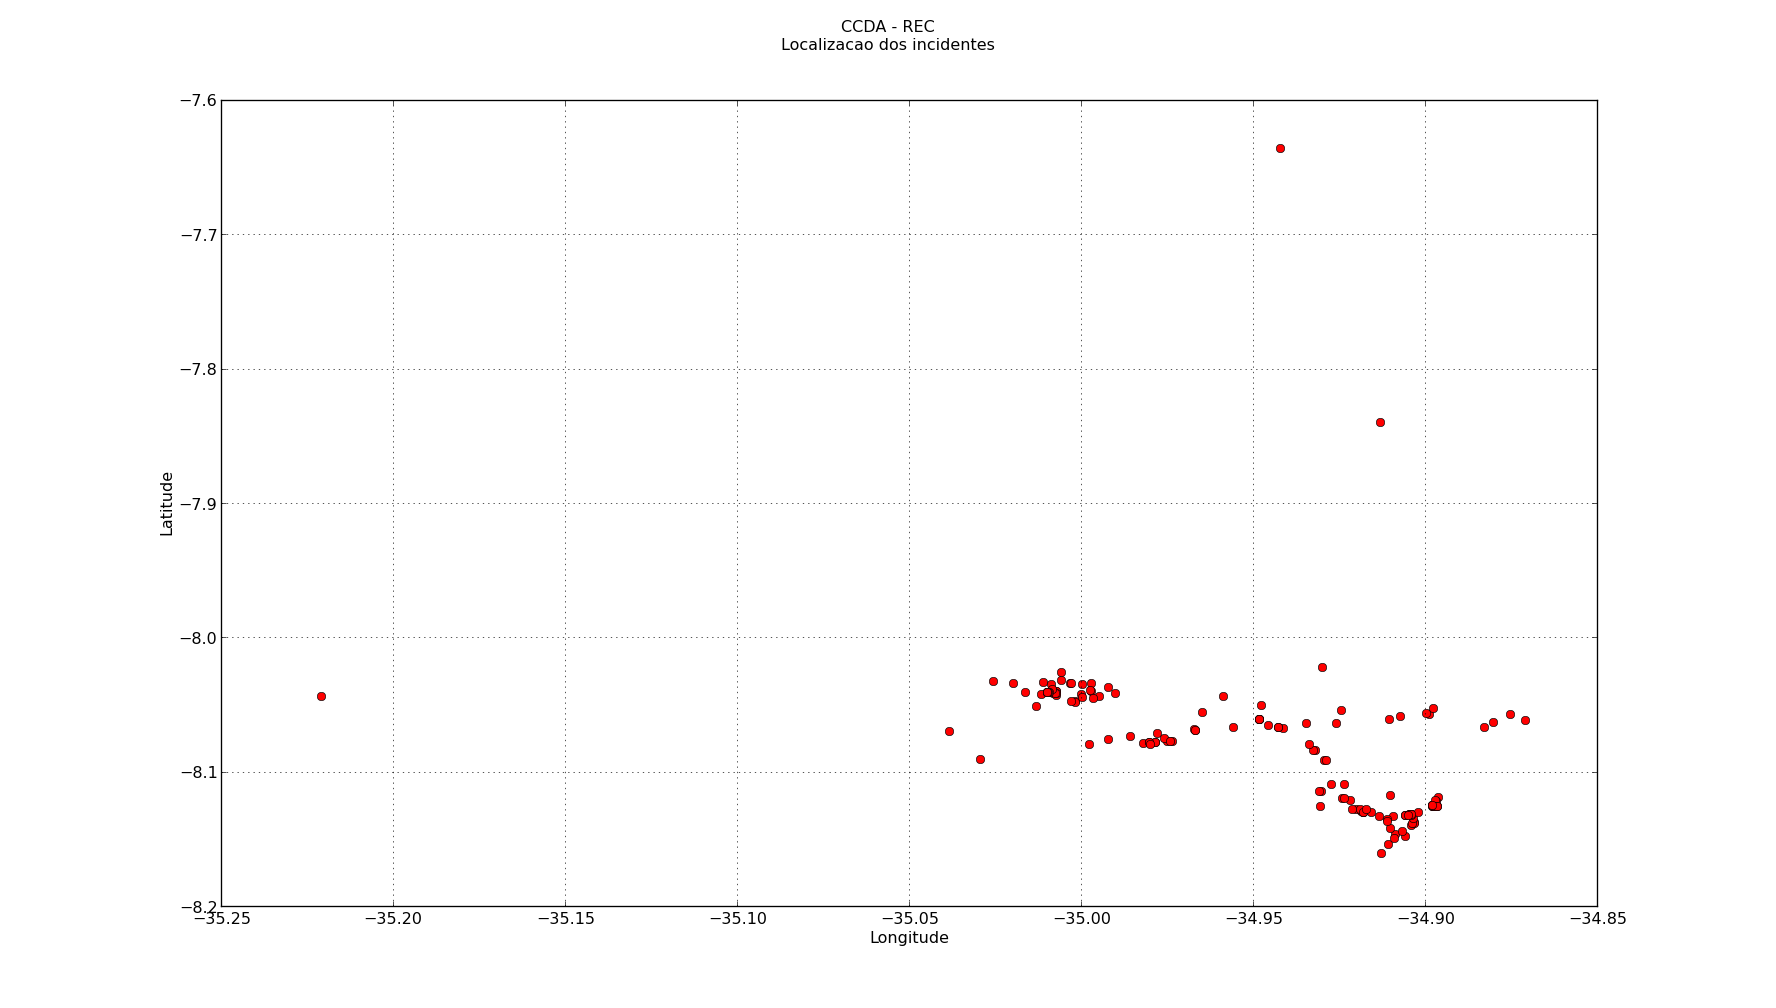 CCDA - REC
Localizacao dos incidentes
−7.6
−7.7
−7.8
−7.9
−8.0
−8.1
−8.2
Latitude
−35.25 −35.20 −35.15 −35.10 −35.05 −35.00 −34.95 −34.90 −34.85
Longitude